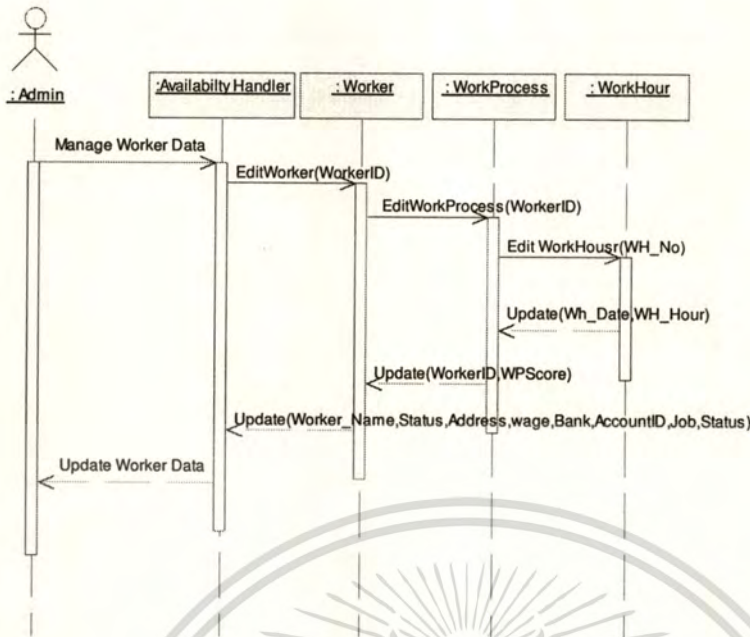 : Admin
:Availabilty Handler
: Worker
: WorkProcess
: WorkHour
Manage Worker Data
EditWorker(WorkerID)
EditWorkProcess(WorkerID)
Edit WorkHousr(WH_No)
Update(Wh_Date,WH_Hour)
Update(WorkerID,WPScore)
Update(Worker_Name,Status,Address,wage,Bank,AccountID,Job,Status)
Update Worker Data